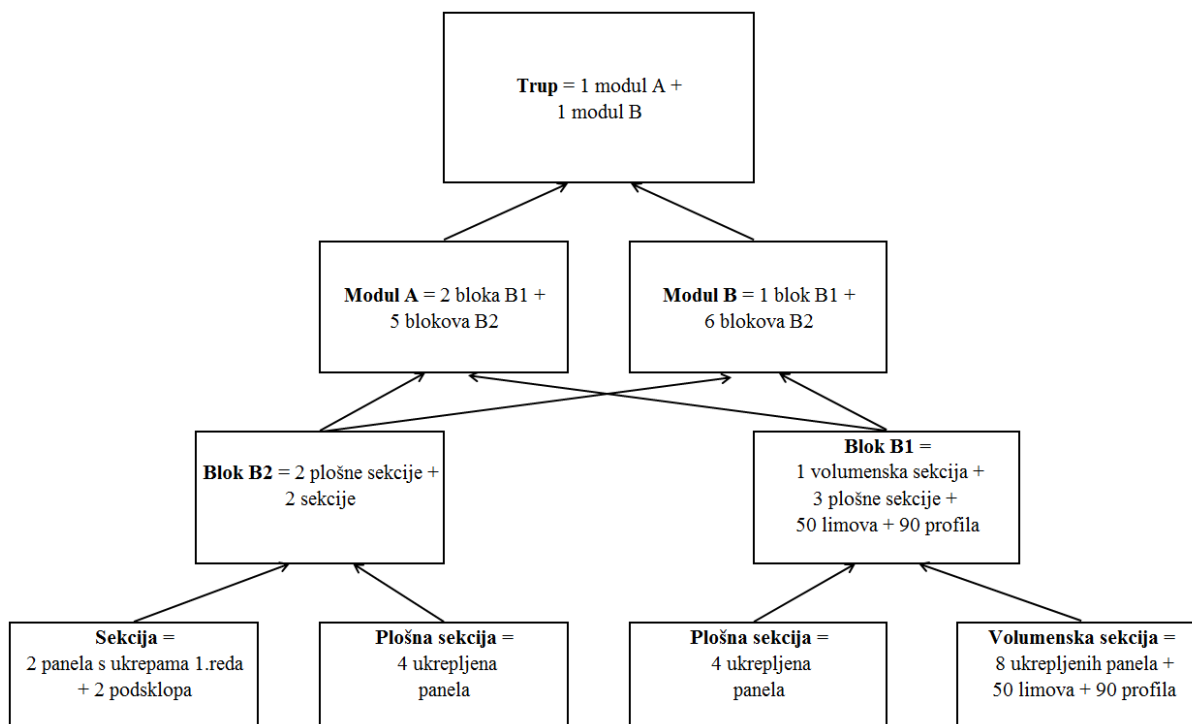 Trup = 1 modul A +
1 modul B
Modul A = 2 bloka B1 +
5 blokova B2
Modul B = 1 blok B1 +
6 blokova B2
Blok B2 = 2 plošne sekcije +
2 sekcije
Blok B1 =
1 volumenska sekcija +
3 plošne sekcije +
50 limova + 90 profila
Sekcija =
2 panela s ukrepama 1.reda
+ 2 podsklopa
Plošna sekcija =
4 ukrepljena
panela
Plošna sekcija =
4 ukrepljena
panela
Volumenska sekcija =
8 ukrepljenih panela +
50 limova + 90 profila